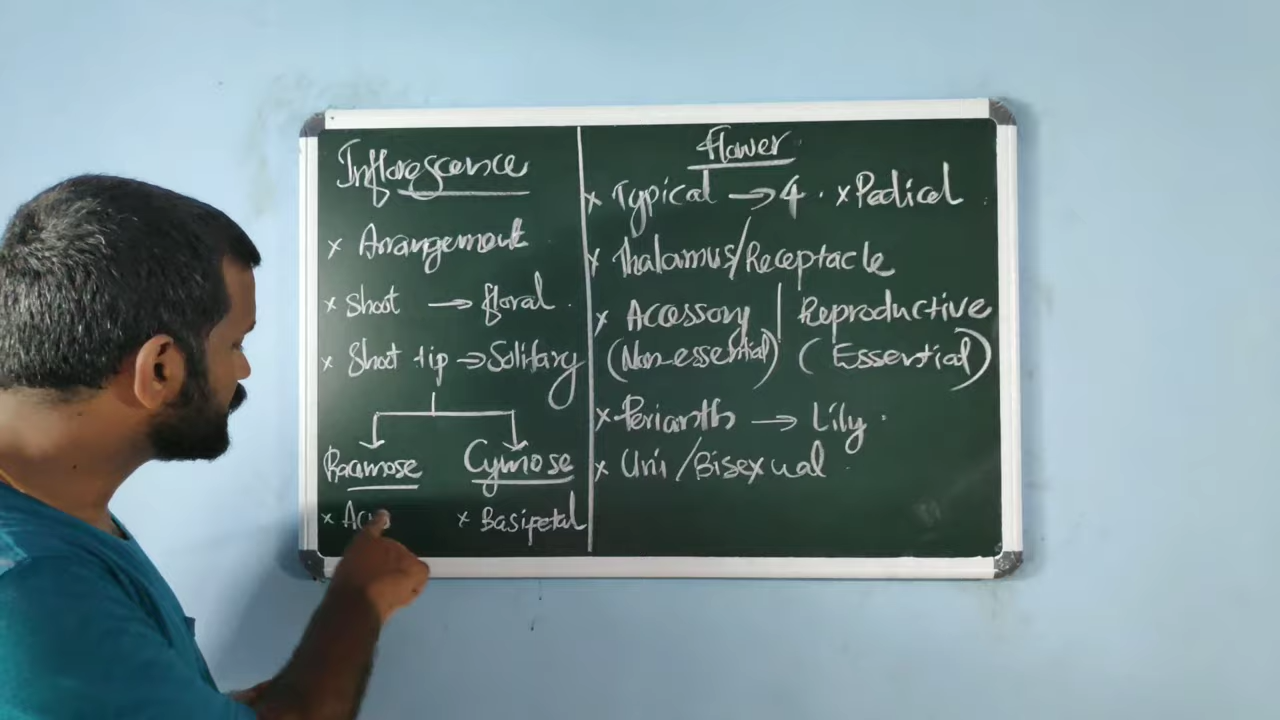 Inflorescence
x Arrangement
x Shoot → floral.
x Shoot tip → Solitary
Racemose Cymose
x Basipetal
Flower
x Typical → 4. x Pedicel
x Thalamus/Receptacle
x Accessory | Reproductive
(Non-essential) (Essential)
x Perianth → Lily.
x Uni/Bisexual.